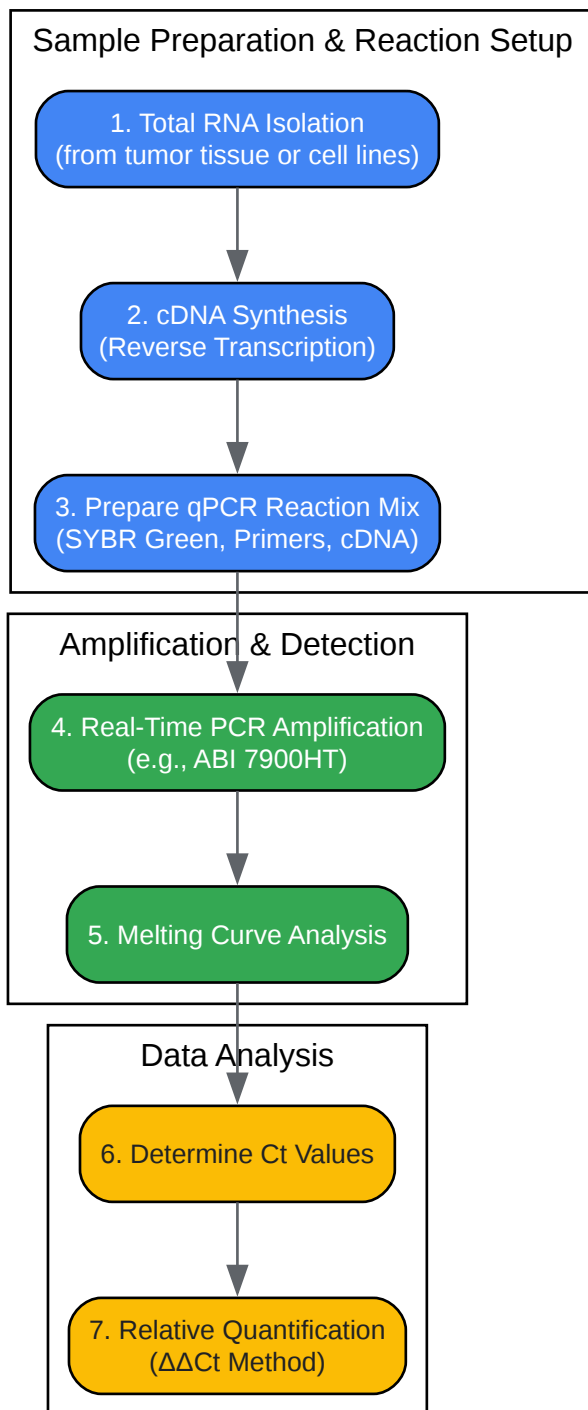 Sample Preparation & Reaction Setup
1. Total RNA Isolation
(from tumor tissue or cell lines)
2. cDNA Synthesis
(Reverse Transcription)
3. Prepare qPCR Reaction Mix
(SYBR Green, Primers, cDNA)
Amplification & Detection
4. Real-Time PCR Amplification
(e.g., ABI 7900HT)
5. Melting Curve Analysis
Data Analysis
6. Determine Ct Values
7. Relative Quantification
(ΔΔCt Method)